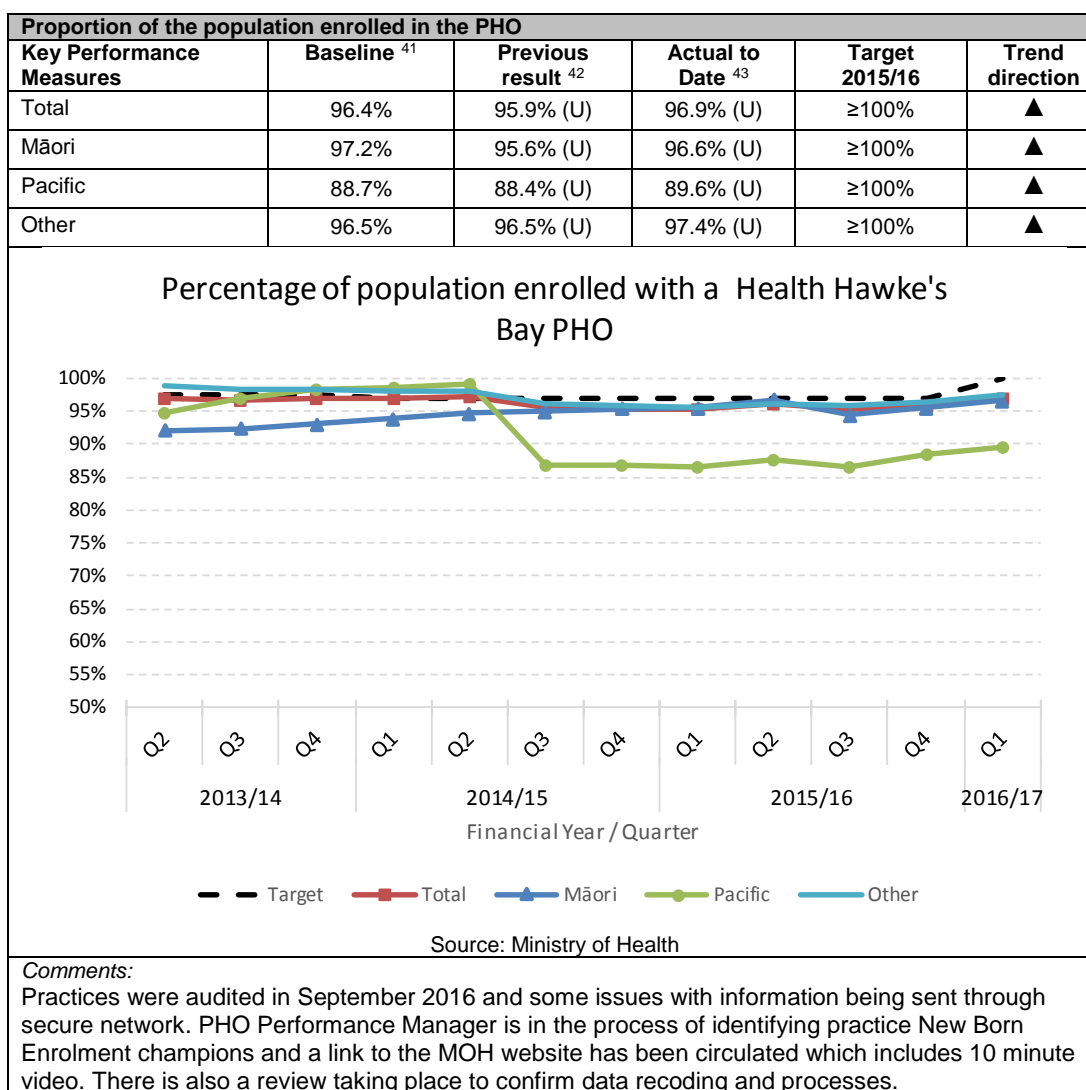 Proportion of the population enrolled in the PHO
Key Performance Measures Baseline 41 Previous result 42 Actual to Date 43 Target 2015/16 Trend direction
Total 96.4% 95.9% (U) 96.9% (U) ≥100% ▲
Māori 97.2% 95.6% (U) 96.6% (U) ≥100% ▲
Pacific 88.7% 88.4% (U) 89.6% (U) ≥100% ▲
Other 96.5% 96.5% (U) 97.4% (U) ≥100% ▲
Percentage of population enrolled with a Health Hawke's
Bay PHO
100%
95%
90%
85%
80%
75%
70%
65%
60%
55%
50%
Q2 Q3 Q4 Q1 Q2 Q3 Q4 Q1 Q2 Q3 Q4 Q1
2013/14 2014/15 2015/16 2016/17
Financial Year / Quarter
Target Total Māori Pacific Other
Source: Ministry of Health
Comments:
Practices were audited in September 2016 and some issues with information being sent through
secure network. PHO Performance Manager is in the process of identifying practice New Born
Enrolment champions and a link to the MOH website has been circulated which includes 10 minute
video. There is also a review taking place to confirm data recoding and processes.